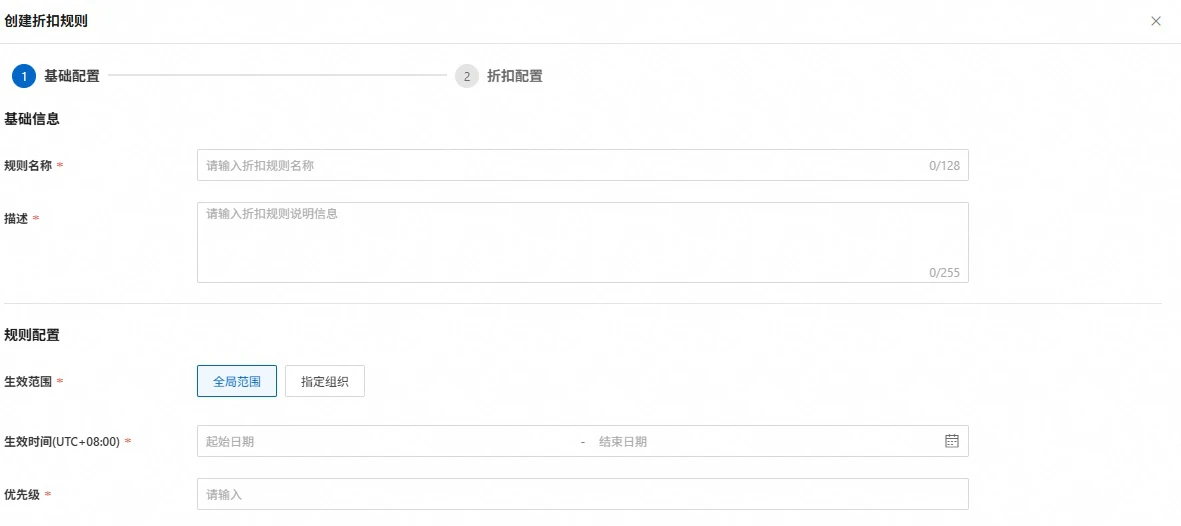 创建折扣规则
1 基础配置 2 折扣配置
基础信息
规则名称 * 请输入折扣规则名称 0/128
描述 * 请输入折扣规则说明信息
0/255
规则配置
生效范围 * 全局范围 指定组织
生效时间(UTC+08:00) * 起始日期 - 结束日期
优先级 * 请输入